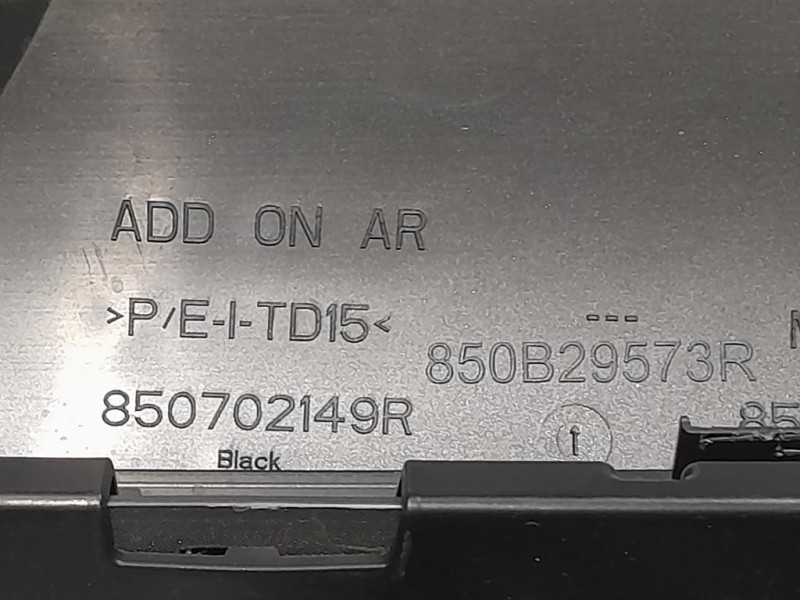 ADD ON AR
>P/E-I-TD15<
---
850B29573R
850702149R
Black